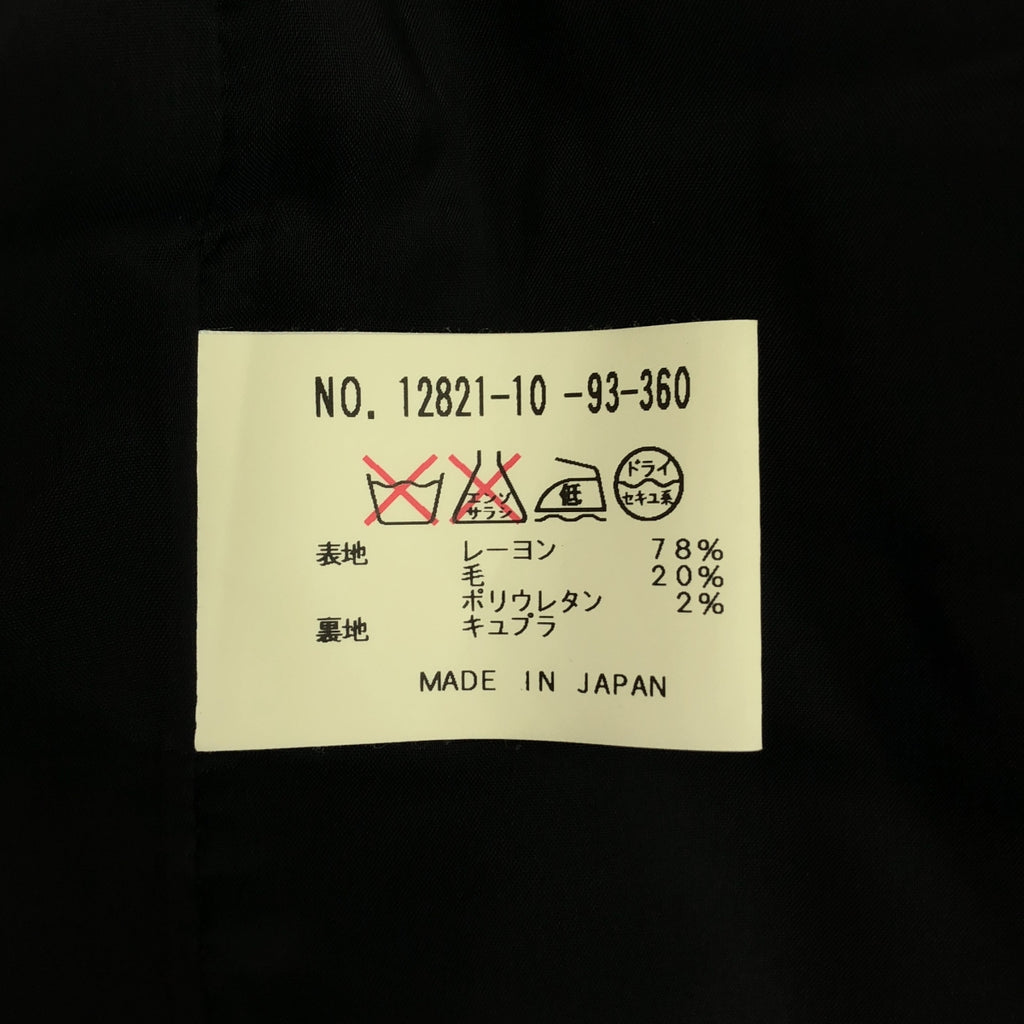 NO. 12821-10 -93-360
エンソ サラシ 低 ドライ セキユ系
表地 レーヨン 78%
毛 20%
ポリウレタン 2%
裏地 キユプラ
MADE IN JAPAN